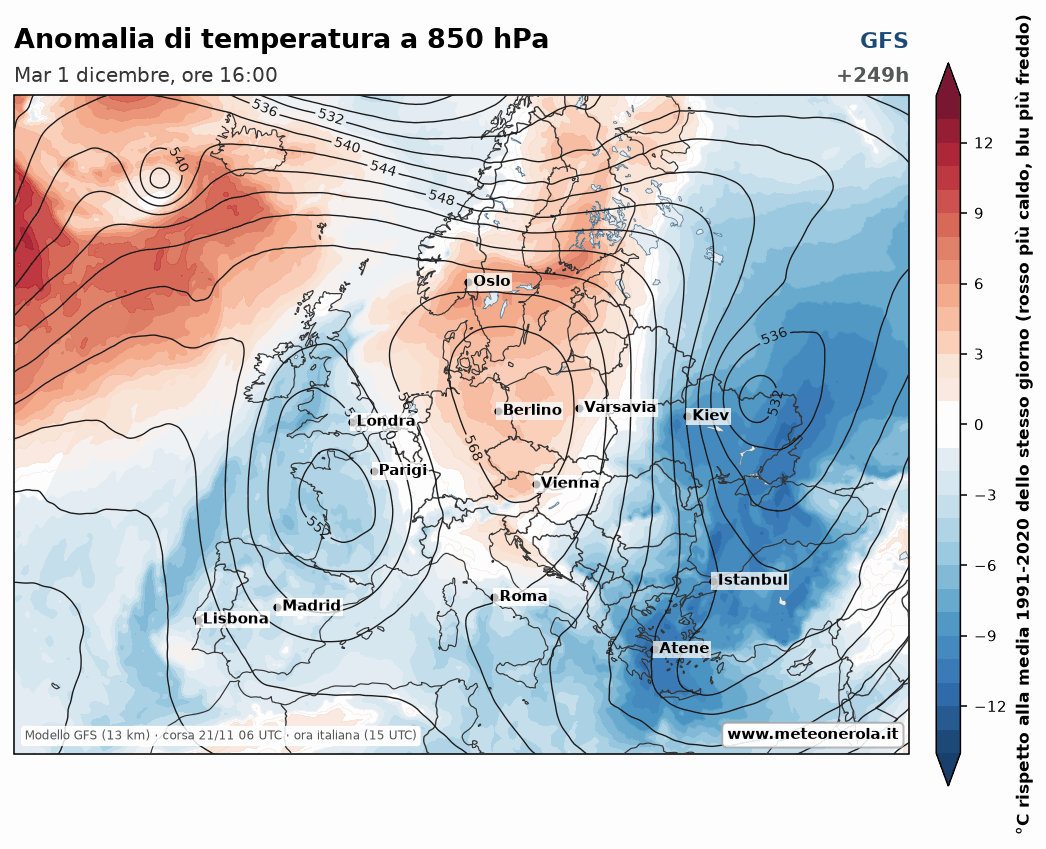 Anomalia di temperatura a 850 hPa
GFS
Mar 1 dicembre, ore 16:00
+249h
536
532
540
540
544
548
Oslo
536
532
Berlino
Varsavia
Kiev
Londra
568
Parigi
Vienna
552
Istanbul
Roma
Madrid
Lisbona
Atene
Modello GFS (13 km) · corsa 21/11 06 UTC · ora italiana (15 UTC)
www.meteonerola.it
12
9
6
3
0
−3
−6
−9
−12
°C rispetto alla media 1991-2020 dello stesso giorno (rosso più caldo, blu più freddo)